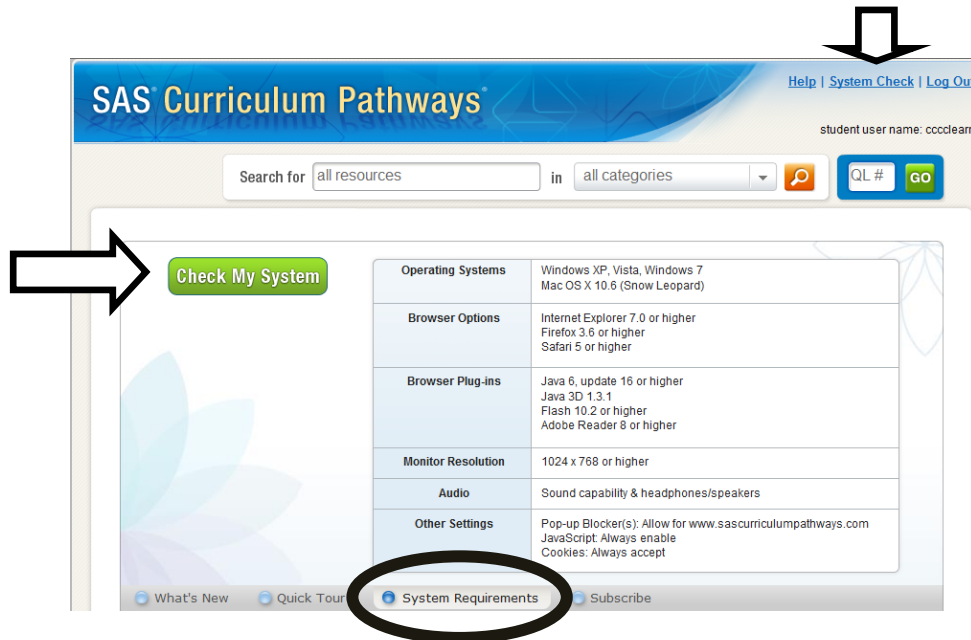 Help | System Check | Log Out
SAS® Curriculum Pathways®
student user name: cccclearn
Search for all resources in all categories QL # GO
Check My System
Operating Systems Windows XP, Vista, Windows 7
Mac OS X 10.6 (Snow Leopard)
Browser Options Internet Explorer 7.0 or higher
Firefox 3.6 or higher
Safari 5 or higher
Browser Plug-ins Java 6, update 16 or higher
Java 3D 1.3.1
Flash 10.2 or higher
Adobe Reader 8 or higher
Monitor Resolution 1024 x 768 or higher
Audio Sound capability & headphones/speakers
Other Settings Pop-up Blocker(s): Allow for www.sascurriculumpathways.com
JavaScript: Always enable
Cookies: Always accept
What's New Quick Tour System Requirements Subscribe